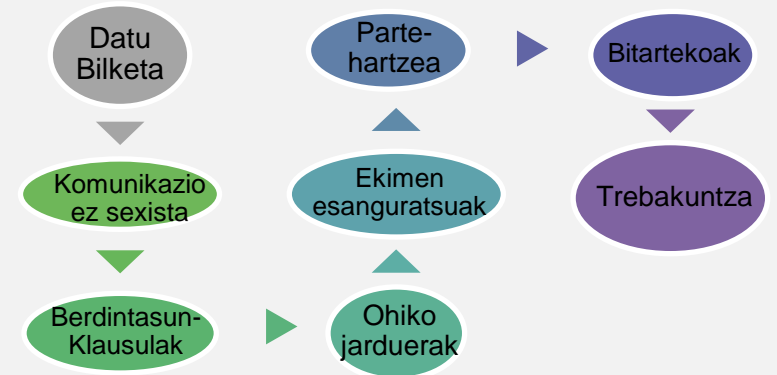 Datu
Bilketa
Komunikazio
ez sexista
Berdintasun-
Klausulak
Ohiko
jarduerak
Ekimen
esanguratsuak
Parte-
hartzea
Bitartekoak
Trebakuntza